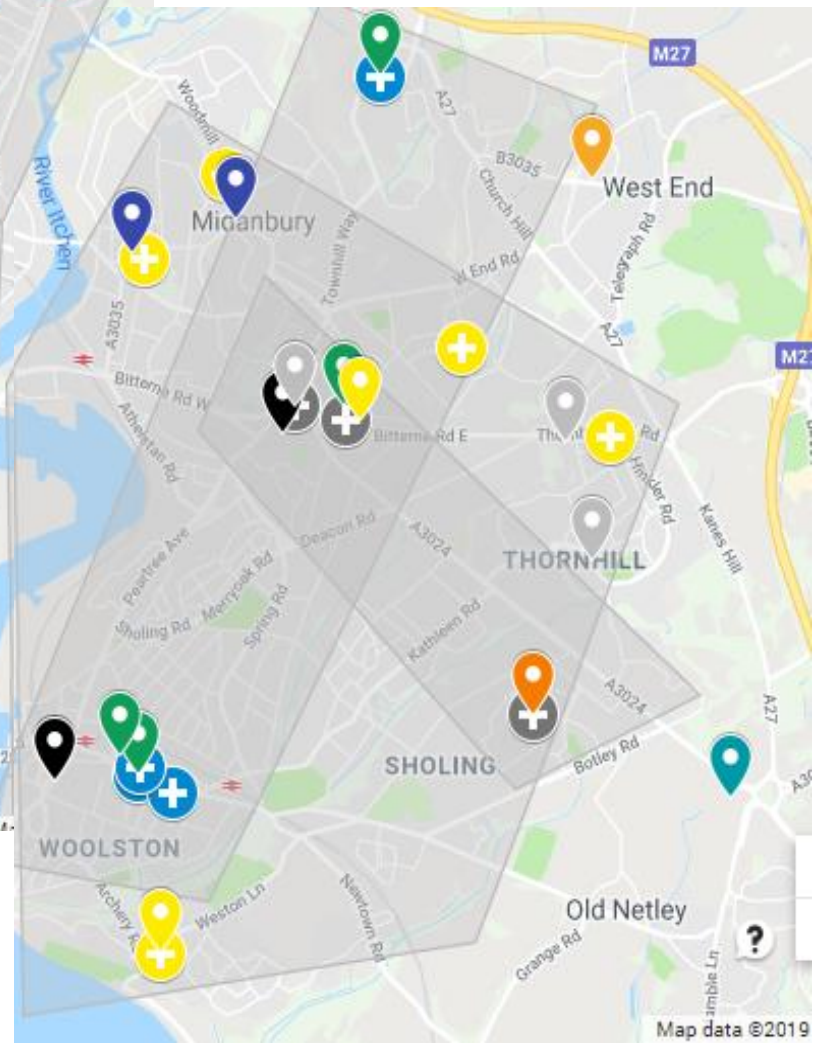 M27
Woodmill
A27
B3035
West End
Church Hill
River Itchen
Midanbury
Townhill Way
W End Rd
Telegraph Rd
A3035
A27
M27
Bitterne Rd W
Bitterne Rd E
Rd
Athelstan Rd
Hinkler Rd
Kanes Hill
Deacon Rd
A3024
THORNHILL
Peartree Ave
Merryoak Rd
Spring Rd
Sholing Rd
Kathleen Rd
A3024
A27
SHOLING
Botley Rd
WOOLSTON
Archery
Weston Ln
Newtown Rd
Old Netley
Grange Rd
?
Map data ©2019